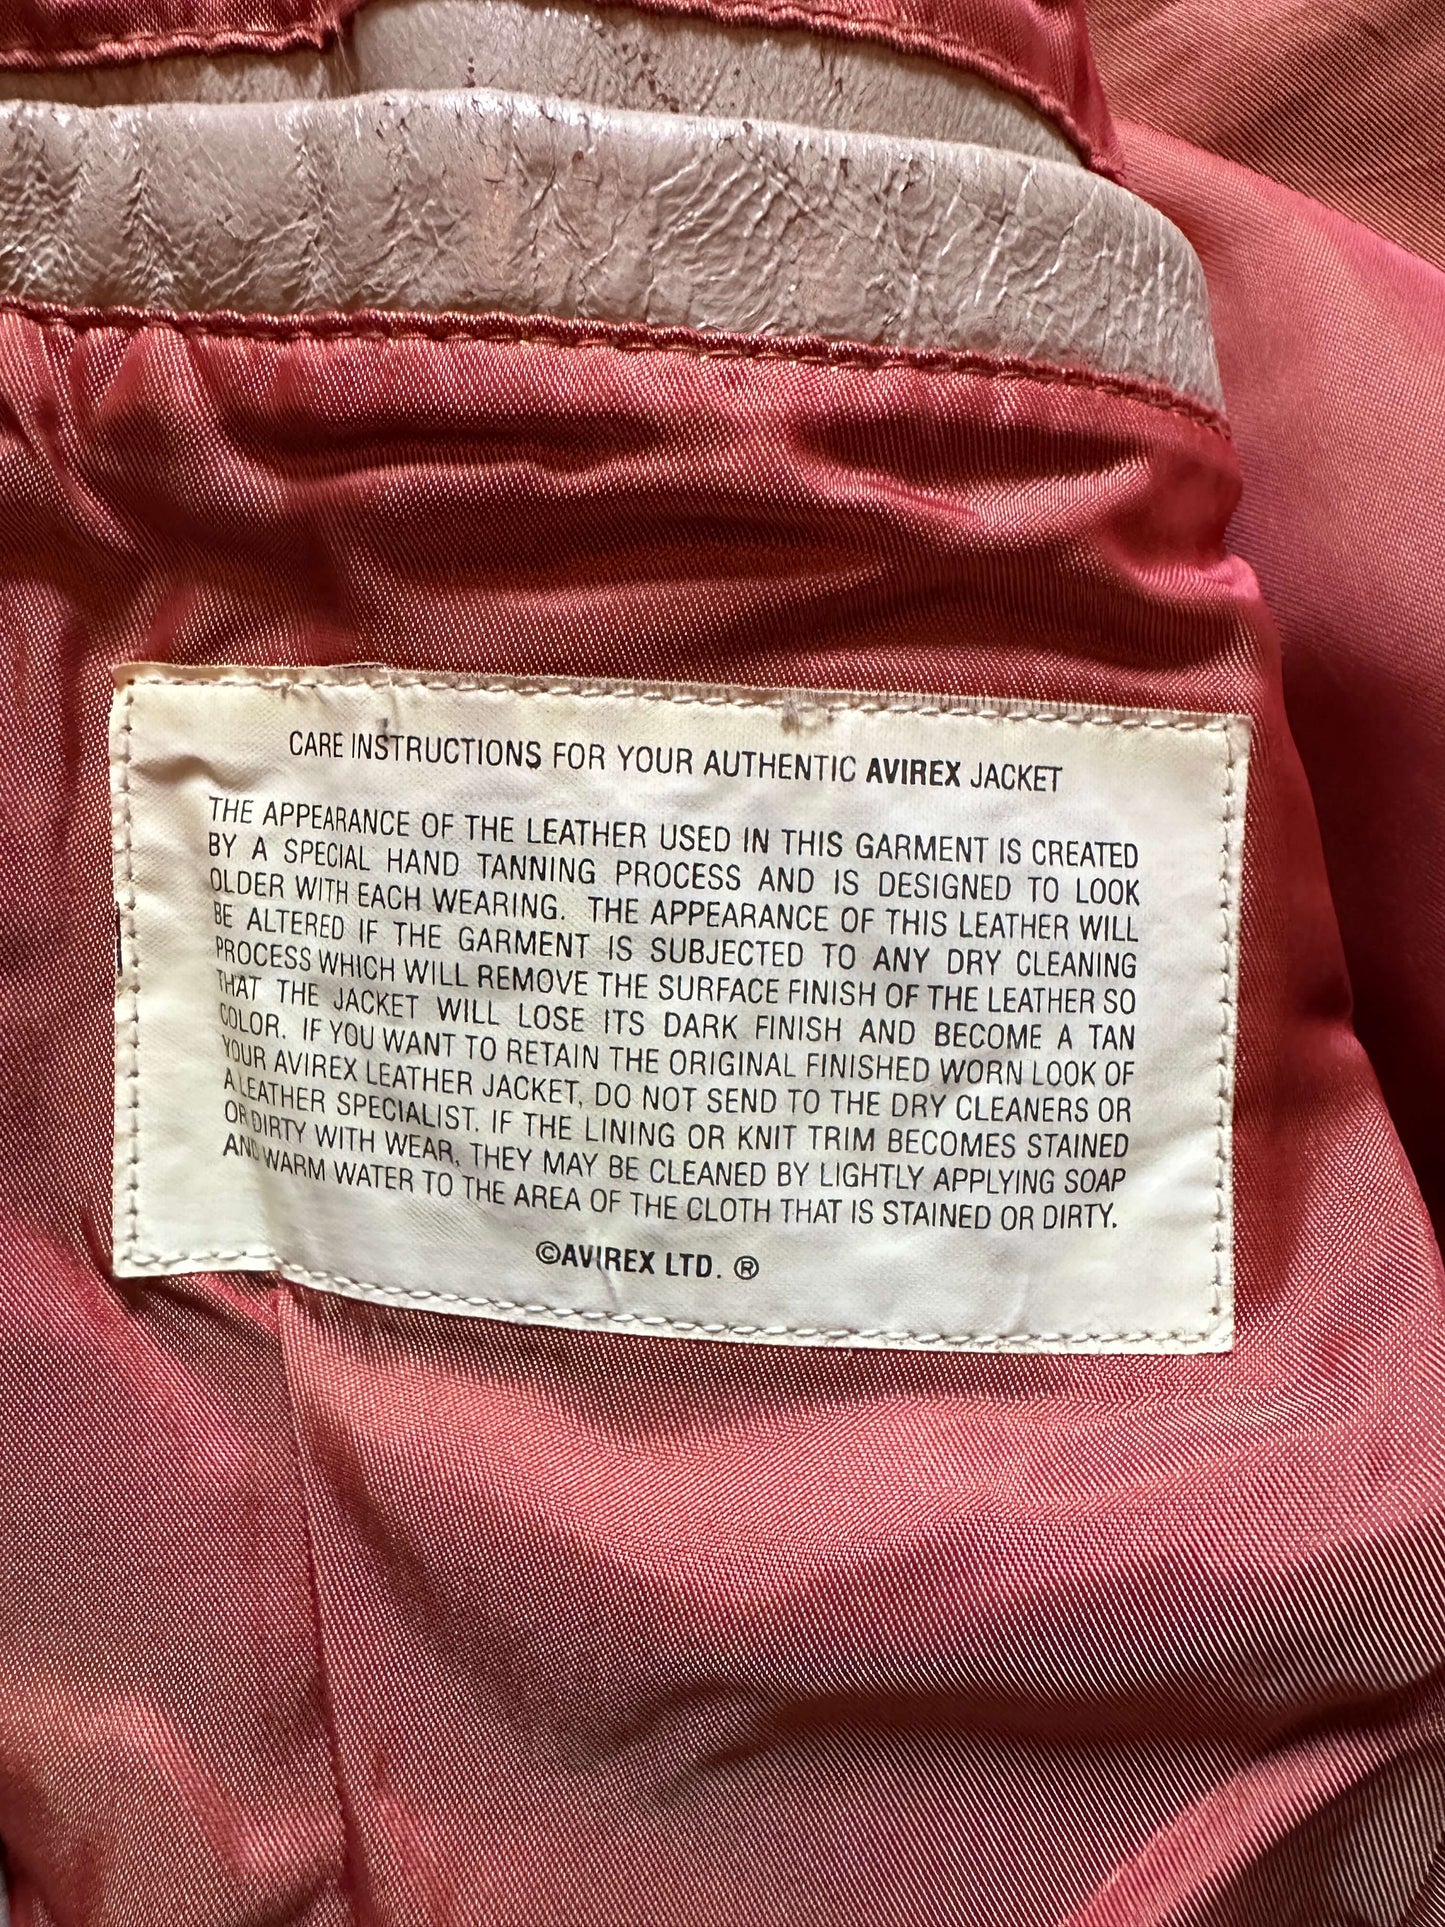 CARE INSTRUCTIONS FOR YOUR AUTHENTIC AVIREX JACKET
THE APPEARANCE OF THE LEATHER USED IN THIS GARMENT IS CREATED
BY A SPECIAL HAND TANNING PROCESS AND IS DESIGNED TO LOOK
OLDER WITH EACH WEARING. THE APPEARANCE OF THIS LEATHER WILL
BE ALTERED IF THE GARMENT IS SUBJECTED TO ANY DRY CLEANING
PROCESS WHICH WILL REMOVE THE SURFACE FINISH OF THE LEATHER SO
THAT THE JACKET WILL LOSE ITS DARK FINISH AND BECOME A TAN
COLOR. IF YOU WANT TO RETAIN THE ORIGINAL FINISHED WORN LOOK OF
YOUR AVIREX LEATHER JACKET, DO NOT SEND TO THE DRY CLEANERS OR
A LEATHER SPECIALIST. IF THE LINING OR KNIT TRIM BECOMES STAINED
OR DIRTY WITH WEAR, THEY MAY BE CLEANED BY LIGHTLY APPLYING SOAP
AND WARM WATER TO THE AREA OF THE CLOTH THAT IS STAINED OR DIRTY.
©AVIREX LTD. ®